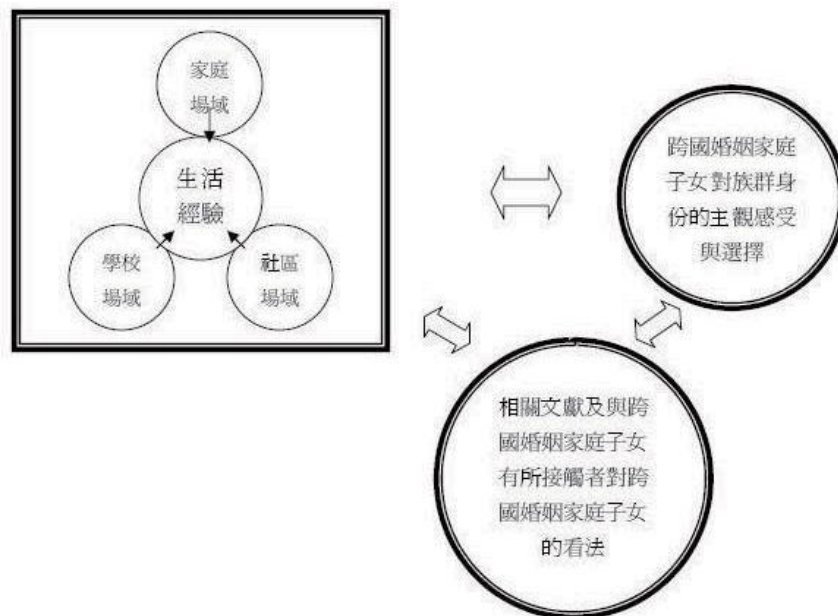 家庭
場域
生活
經驗
學校
場域
社區
場域
跨國婚姻家庭
子女對族群身
份的主觀感受
與選擇
相關文獻及與跨
國婚姻家庭子女
有所接觸者對跨
國婚姻家庭子女
的看法